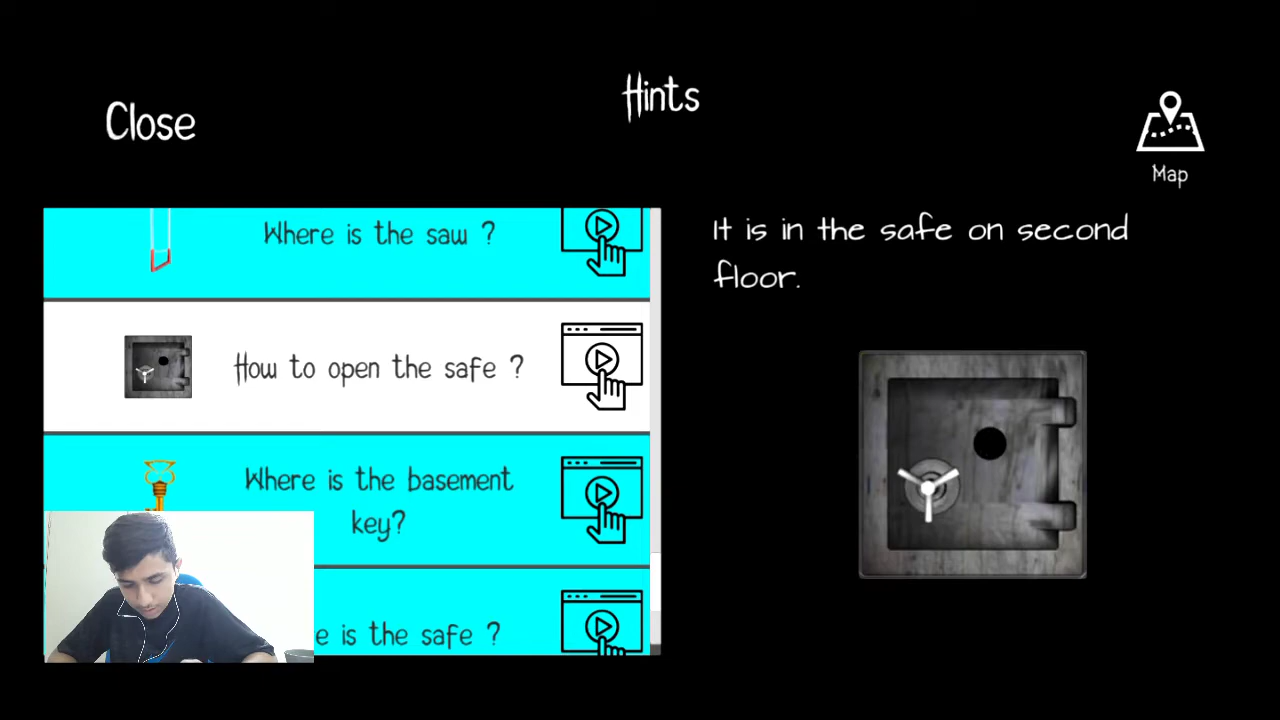 Hints
Close
Map
Where is the saw ?
How to open the safe ?
Where is the basement
key?
e is the safe ?
It is in the safe on second
floor.